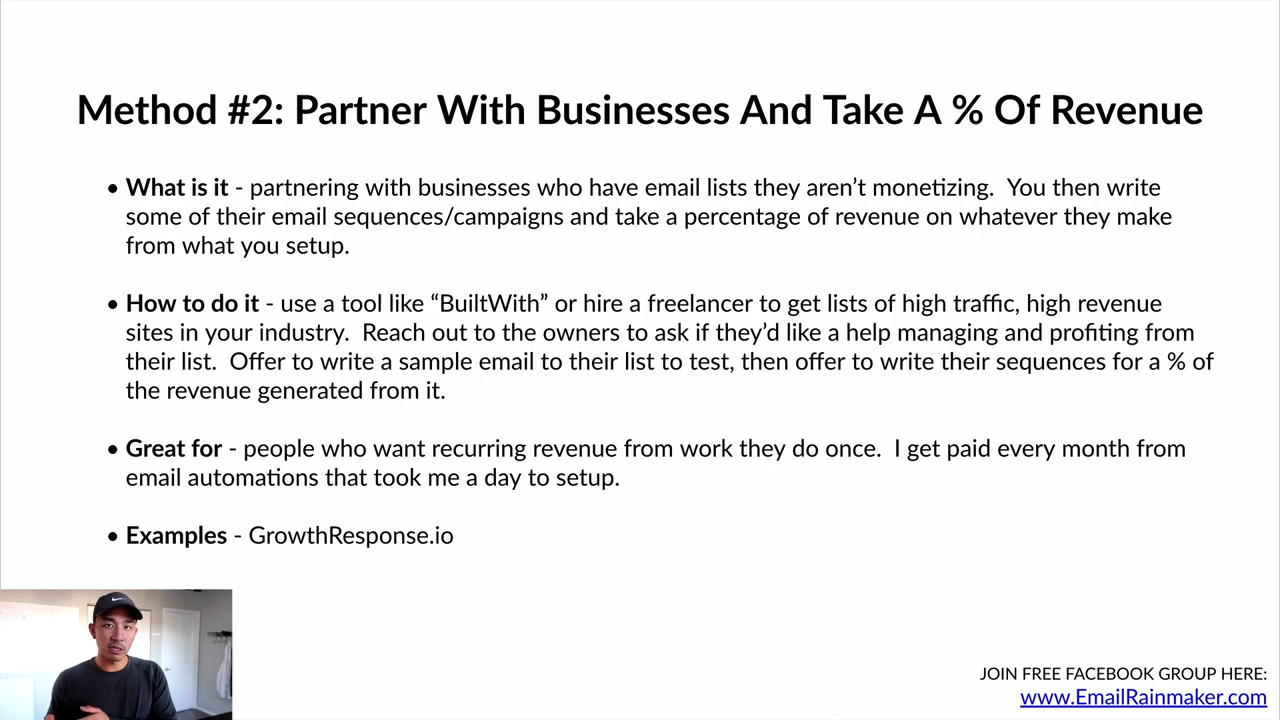 Method #2: Partner With Businesses And Take A % Of Revenue
• What is it - partnering with businesses who have email lists they aren’t monetizing.  You then write
some of their email sequences/campaigns and take a percentage of revenue on whatever they make
from what you setup.
• How to do it - use a tool like “BuiltWith” or hire a freelancer to get lists of high traffic, high revenue
sites in your industry.  Reach out to the owners to ask if they’d like a help managing and profiting from
their list.  Offer to write a sample email to their list to test, then offer to write their sequences for a % of
the revenue generated from it.
• Great for - people who want recurring revenue from work they do once.  I get paid every month from
email automations that took me a day to setup.
• Examples - GrowthResponse.io
JOIN FREE FACEBOOK GROUP HERE:
www.EmailRainmaker.com